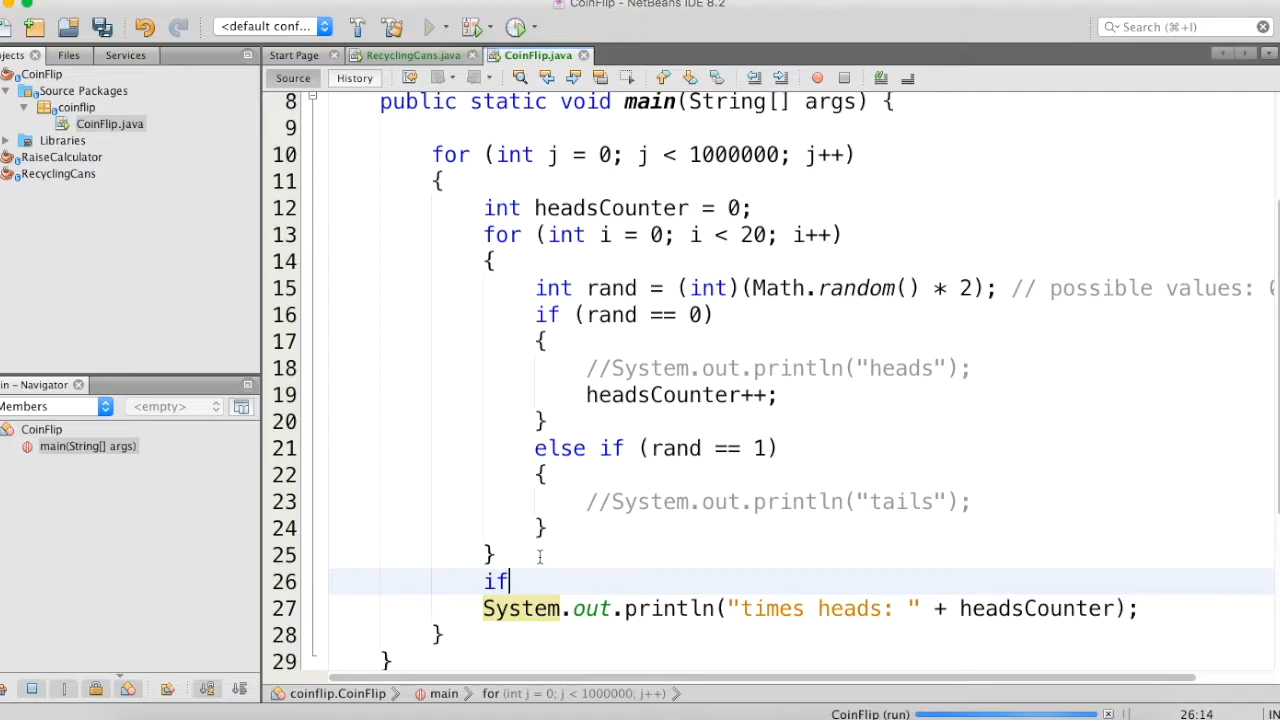 CoinFlip - NetBeans IDE 8.2
<default conf...
Search (⌘+I)
ojects Files Services
Start Page RecyclingCans.java CoinFlip.java
Source History
CoinFlip
Source Packages
coinflip
CoinFlip.java
Libraries
RaiseCalculator
RecyclingCans
in - Navigator
Members <empty>
CoinFlip
main(String[] args)
8 public static void main(String[] args) {
9
10 for (int j = 0; j < 1000000; j++)
11 {
12 int headsCounter = 0;
13 for (int i = 0; i < 20; i++)
14 {
15 int rand = (int)(Math.random() * 2); // possible values: 0
16 if (rand == 0)
17 {
18 //System.out.println("heads");
19 headsCounter++;
20 }
21 else if (rand == 1)
22 {
23 //System.out.println("tails");
24 }
25 }
26 if
27 System.out.println("times heads: " + headsCounter);
28 }
29 }
coinflip.CoinFlip main for (int j = 0; j < 1000000; j++)
CoinFlip (run) 26:14 IN